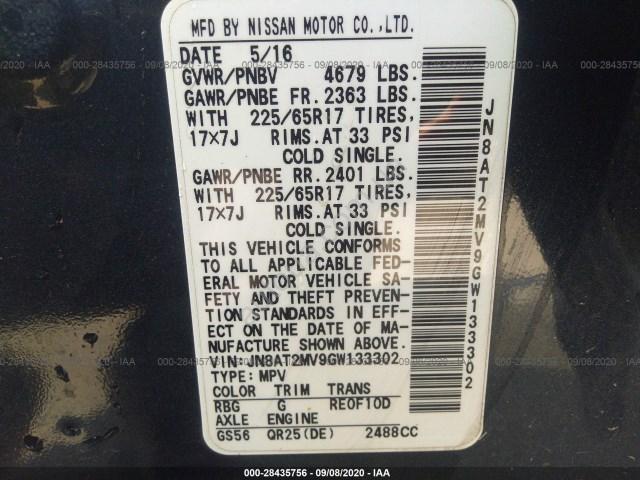 MFD BY NISSAN MOTOR CO.,LTD.
DATE 5/16
GVWR/PNBV 4679 LBS.
GAWR/PNBE FR. 2363 LBS.
WITH 225/65R17 TIRES,
17×7J RIMS.AT 33 PSI
COLD SINGLE.
GAWR/PNBE RR. 2401 LBS.
WITH 225/65R17 TIRES,
17×7J RIMS.AT 33 PSI
COLD SINGLE.
THIS VEHICLE CONFORMS
TO ALL APPLICABLE FED-
ERAL MOTOR VEHICLE SA-
FETY AND THEFT PREVEN-
TION STANDARDS IN EFF-
ECT ON THE DATE OF MA-
NUFACTURE SHOWN ABOVE.
VIN:JN8AT2MV9GW133302
TYPE:MPV
COLOR TRIM TRANS
RBG G RE0F10D
AXLE ENGINE
GS56 QR25(DE) 2488CC
JN8AT2MV9GW133302
000-28435756 - 09/08/2020 - IAAI